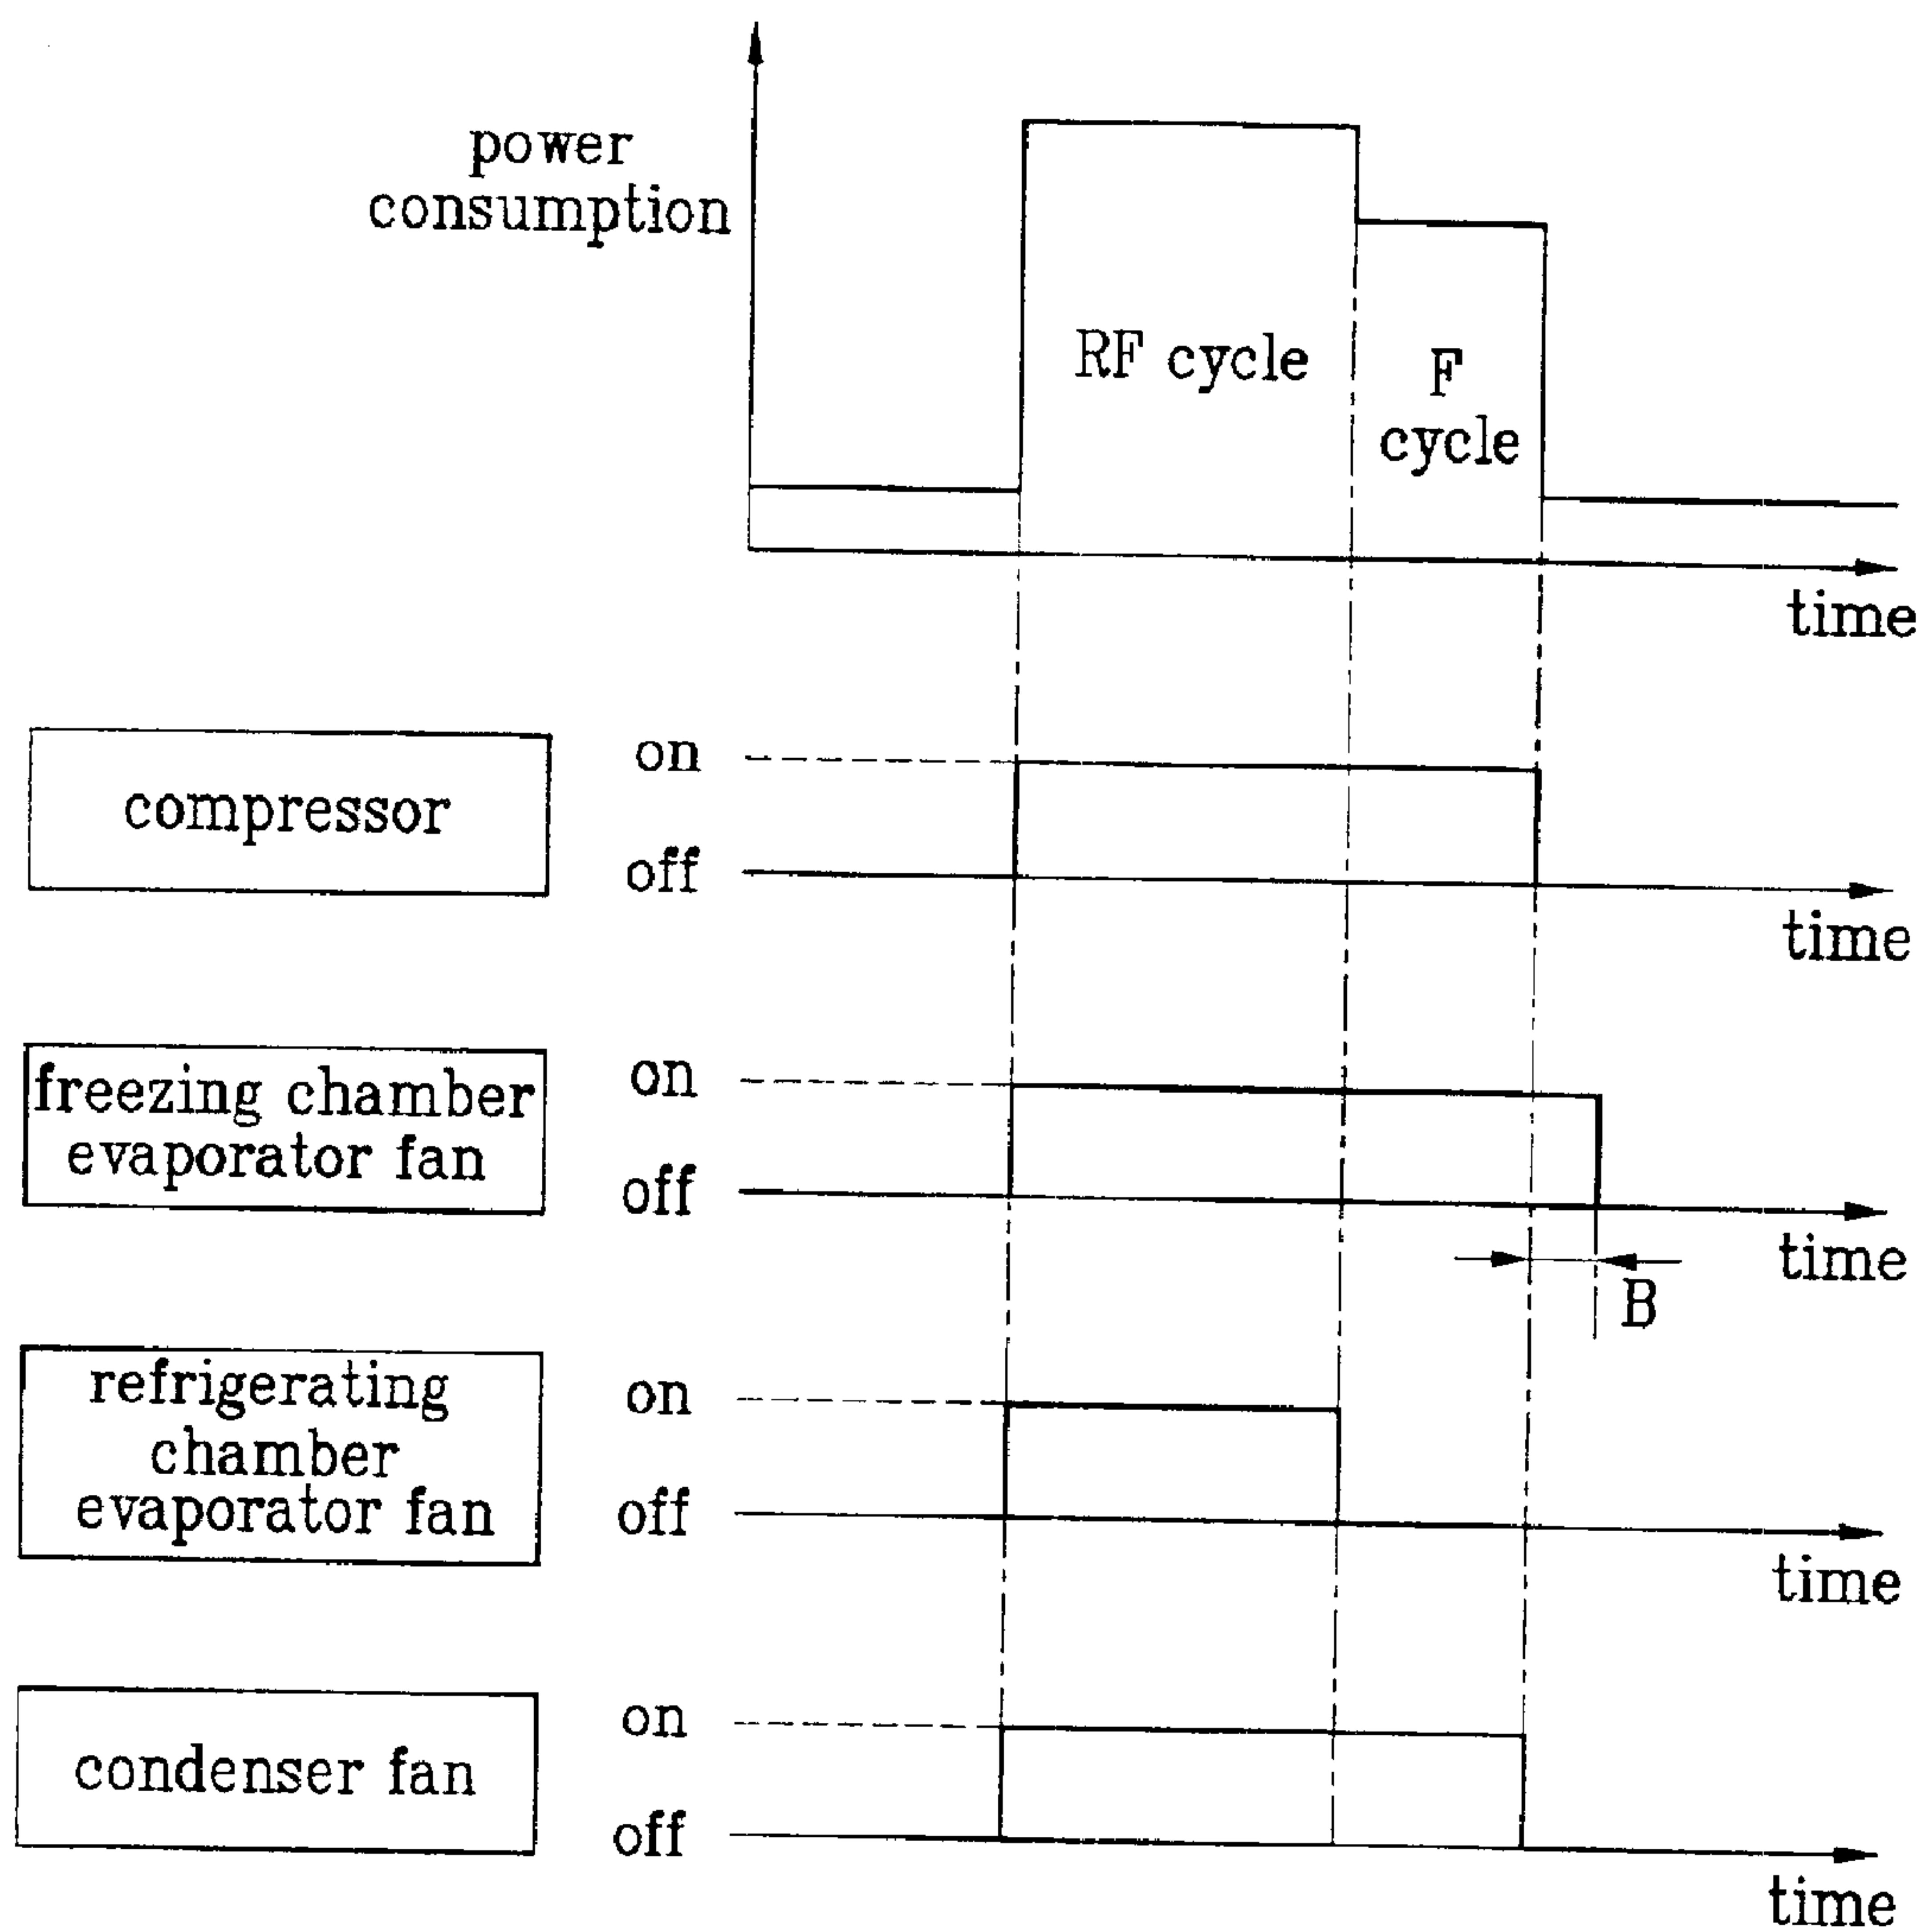 power
consumption
RF cycle
F
cycle
time
compressor
on
off
time
freezing chamber
evaporator fan
on
off
time
B
refrigerating
chamber
evaporator fan
on
off
time
condenser fan
on
off
time